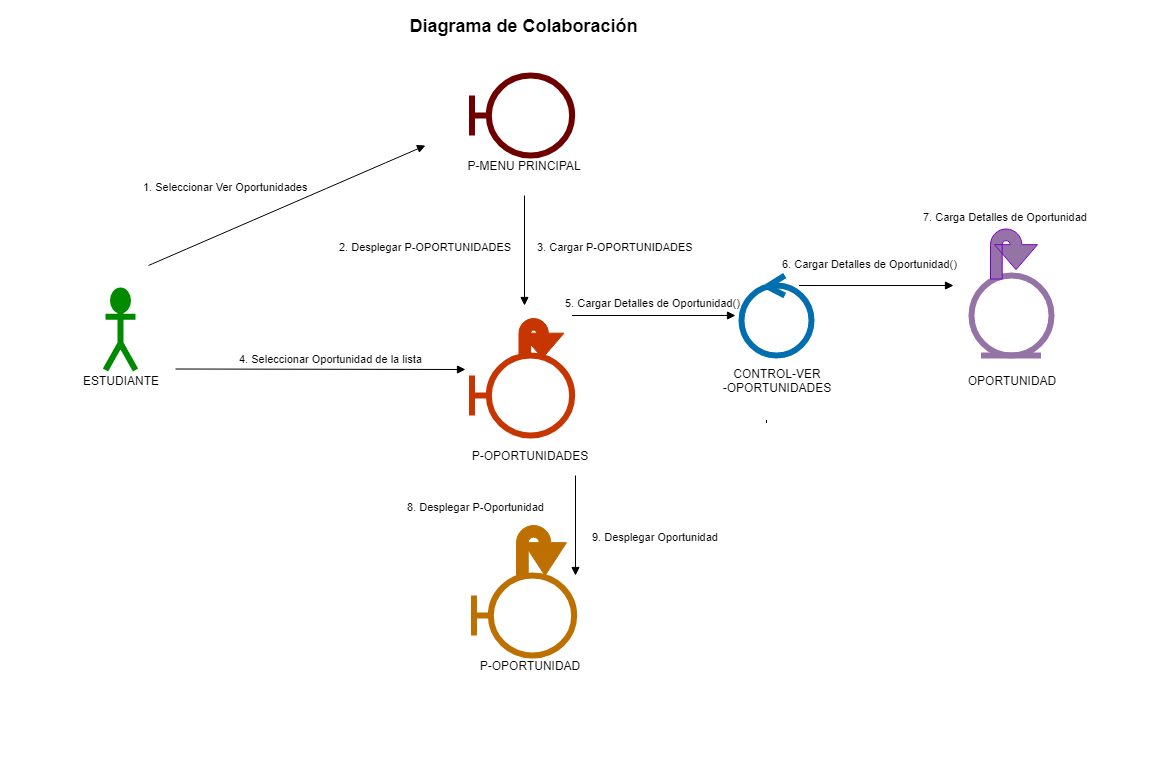 Diagrama de Colaboración
P-MENU PRINCIPAL
1. Seleccionar Ver Oportunidades
7. Carga Detalles de Oportunidad
2. Desplegar P-OPORTUNIDADES
3. Cargar P-OPORTUNIDADES
6. Cargar Detalles de Oportunidad()
5. Cargar Detalles de Oportunidad()
4. Seleccionar Oportunidad de la lista
ESTUDIANTE
CONTROL-VER
-OPORTUNIDADES
OPORTUNIDAD
P-OPORTUNIDADES
8. Desplegar P-Oportunidad
9. Desplegar Oportunidad
P-OPORTUNIDAD